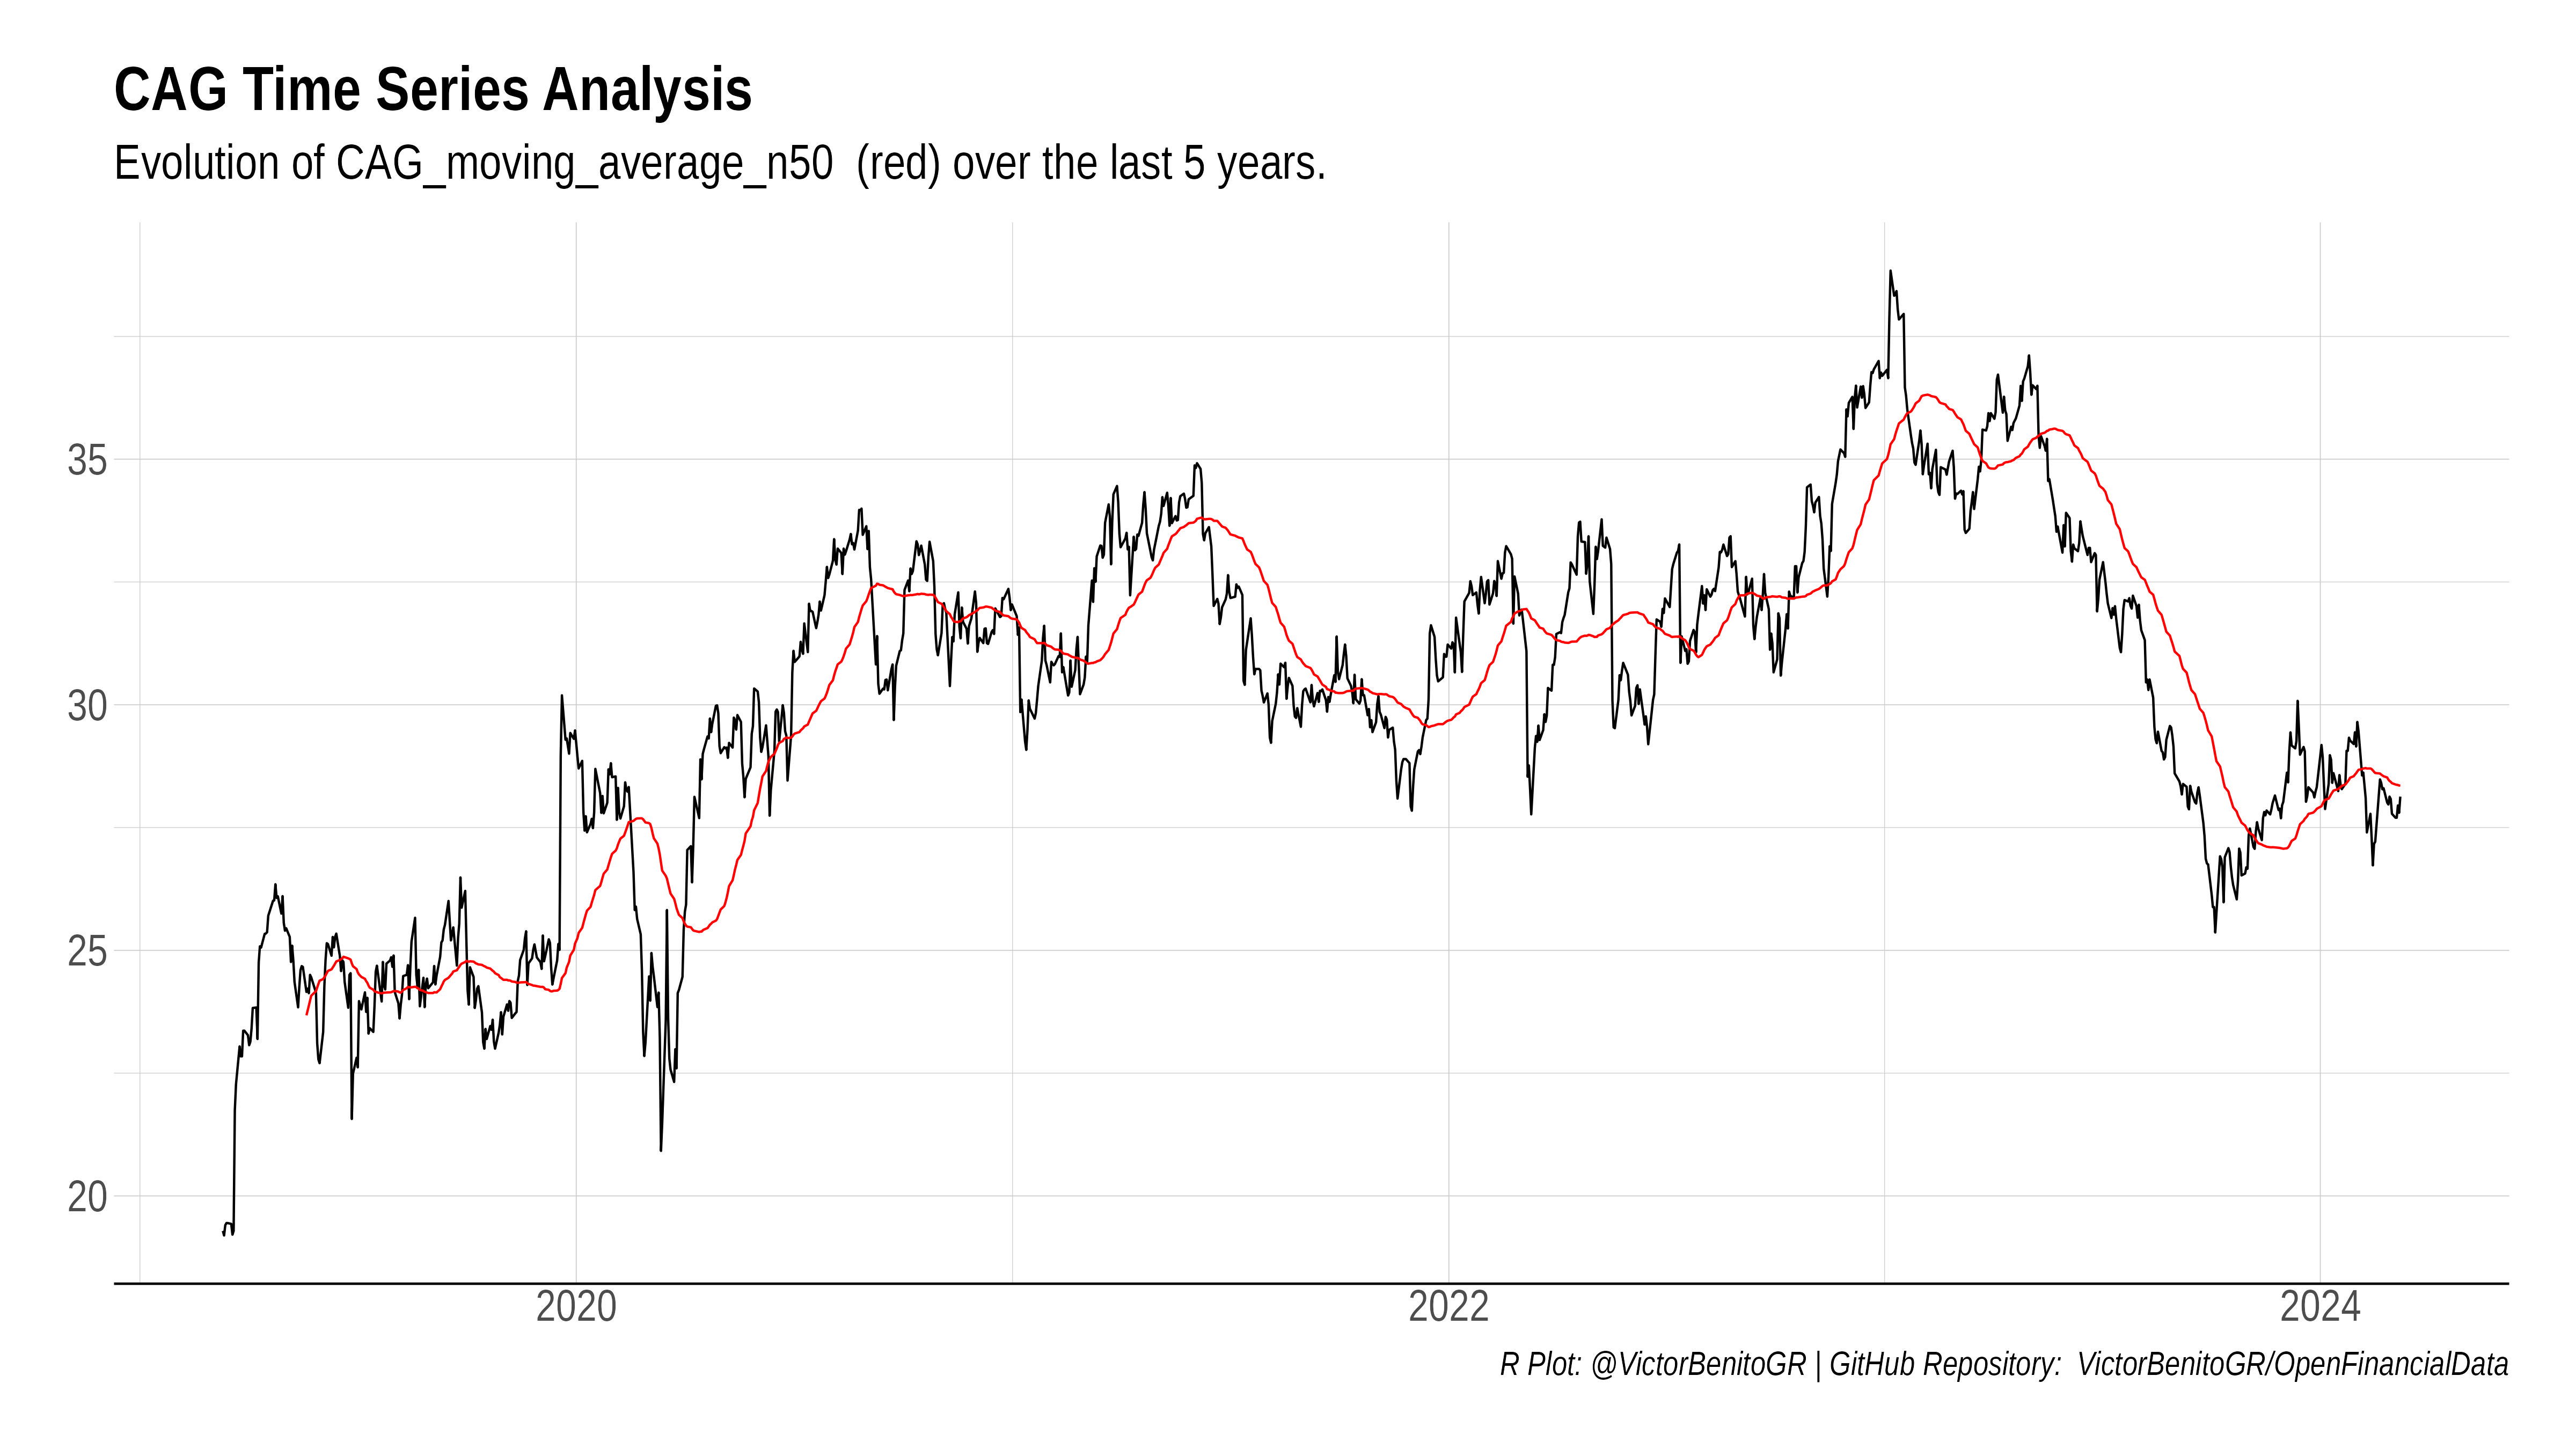 CAG Time Series Analysis
Evolution of CAG_moving_average_n50  (red) over the last 5 years.
35
30
25
20
2020 2022 2024
R Plot: @VictorBenitoGR | GitHub Repository:  VictorBenitoGR/OpenFinancialData